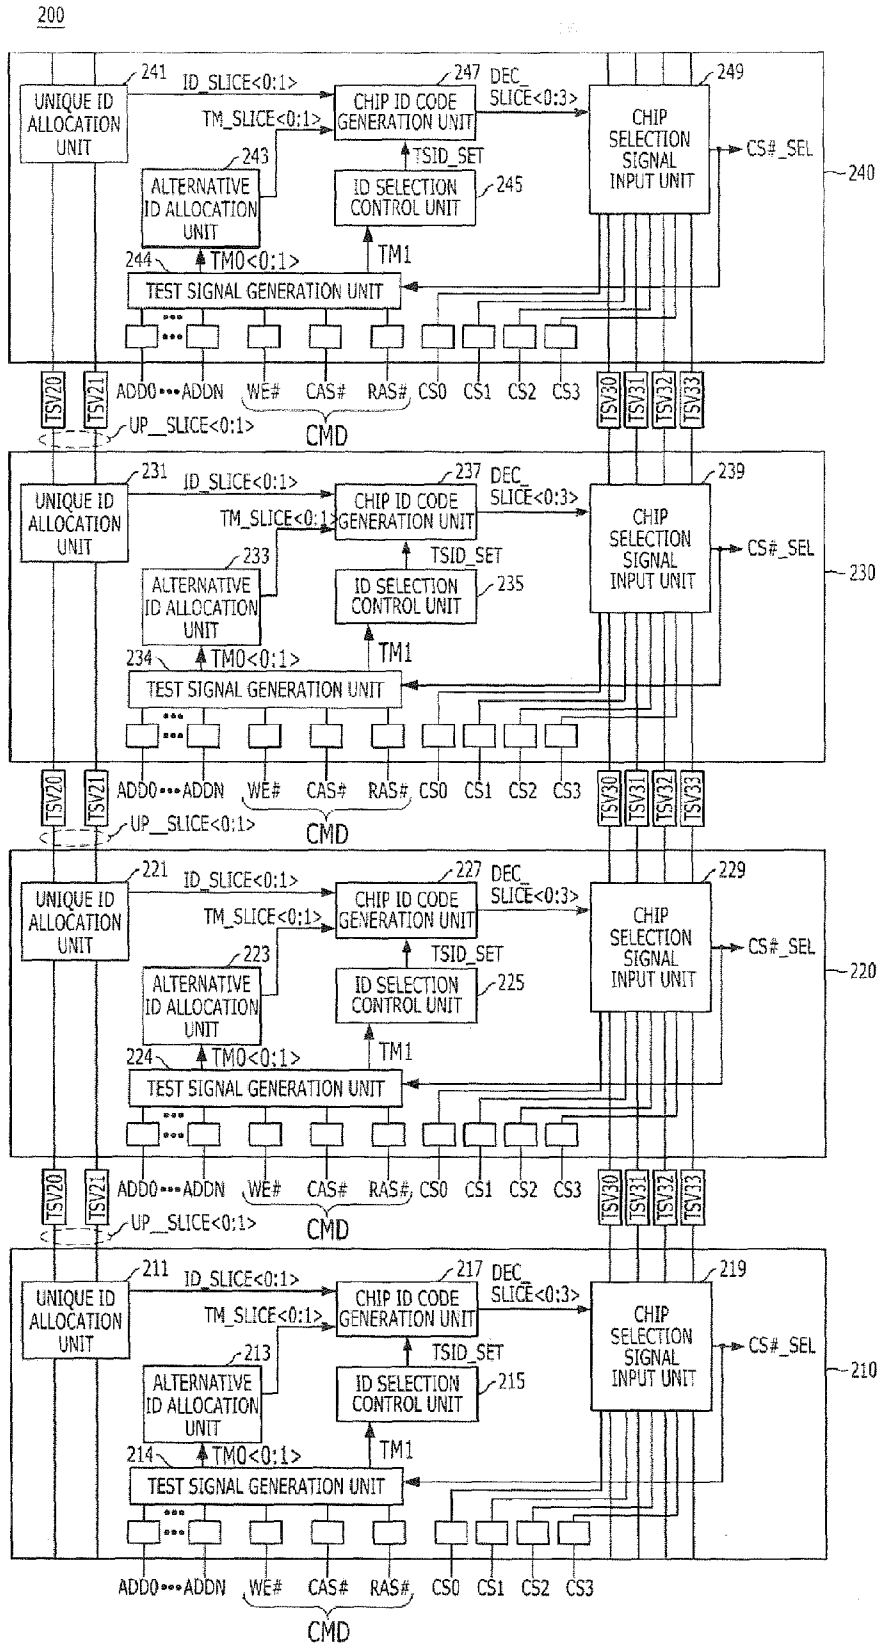 200
241
ID_SLICE<0:1>
247
DEC_
SLICE<0:3>
249
UNIQUE ID
ALLOCATION
UNIT
TM_SLICE<0:1>
CHIP ID CODE
GENERATION UNIT
CHIP
SELECTION
SIGNAL
INPUT UNIT
CS#_SEL
243
TSID_SET
240
ALTERNATIVE
ID ALLOCATION
UNIT
ID SELECTION
CONTROL UNIT
245
244
TM0<0:1>
TM1
TEST SIGNAL GENERATION UNIT
ADD0 ••• ADDN WE# CAS# RAS# CS0 CS1 CS2 CS3
CMD
TSV20 TSV21 TSV30 TSV31 TSV32 TSV33
UP_SLICE<0:1>
231
ID_SLICE<0:1>
237
DEC_
SLICE<0:3>
239
UNIQUE ID
ALLOCATION
UNIT
TM_SLICE<0:1>
CHIP ID CODE
GENERATION UNIT
CHIP
SELECTION
SIGNAL
INPUT UNIT
CS#_SEL
233
TSID_SET
230
ALTERNATIVE
ID ALLOCATION
UNIT
ID SELECTION
CONTROL UNIT
235
234
TM0<0:1>
TM1
TEST SIGNAL GENERATION UNIT
ADD0 ••• ADDN WE# CAS# RAS# CS0 CS1 CS2 CS3
CMD
TSV20 TSV21 TSV30 TSV31 TSV32 TSV33
UP_SLICE<0:1>
221
ID_SLICE<0:1>
227
DEC_
SLICE<0:3>
229
UNIQUE ID
ALLOCATION
UNIT
TM_SLICE<0:1>
CHIP ID CODE
GENERATION UNIT
CHIP
SELECTION
SIGNAL
INPUT UNIT
CS#_SEL
223
TSID_SET
220
ALTERNATIVE
ID ALLOCATION
UNIT
ID SELECTION
CONTROL UNIT
225
224
TM0<0:1>
TM1
TEST SIGNAL GENERATION UNIT
ADD0 ••• ADDN WE# CAS# RAS# CS0 CS1 CS2 CS3
CMD
TSV20 TSV21 TSV30 TSV31 TSV32 TSV33
UP_SLICE<0:1>
211
ID_SLICE<0:1>
217
DEC_
SLICE<0:3>
219
UNIQUE ID
ALLOCATION
UNIT
TM_SLICE<0:1>
CHIP ID CODE
GENERATION UNIT
CHIP
SELECTION
SIGNAL
INPUT UNIT
CS#_SEL
213
TSID_SET
210
ALTERNATIVE
ID ALLOCATION
UNIT
ID SELECTION
CONTROL UNIT
215
214
TM0<0:1>
TM1
TEST SIGNAL GENERATION UNIT
ADD0 ••• ADDN WE# CAS# RAS# CS0 CS1 CS2 CS3
CMD